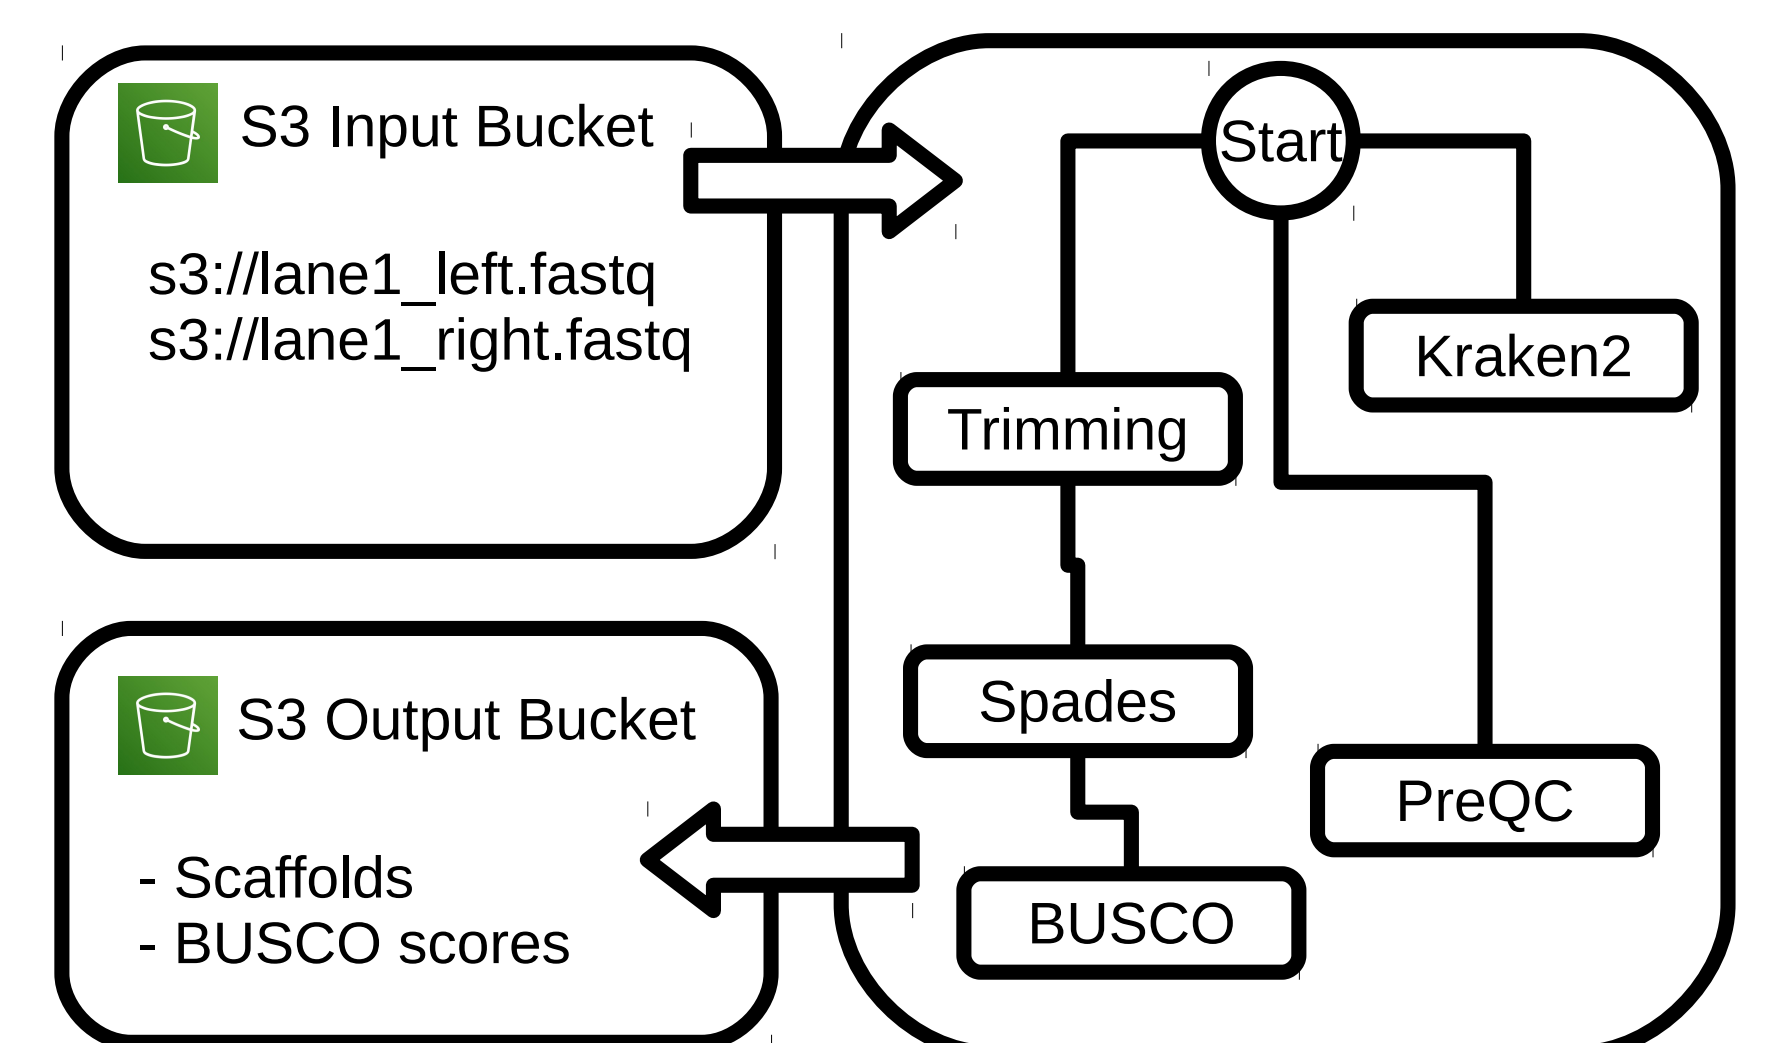 S3 Input Bucket
s3://lane1_left.fastq
s3://lane1_right.fastq
S3 Output Bucket
- Scaffolds
- BUSCO scores
Start
Kraken2
Trimming
Spades
PreQC
BUSCO